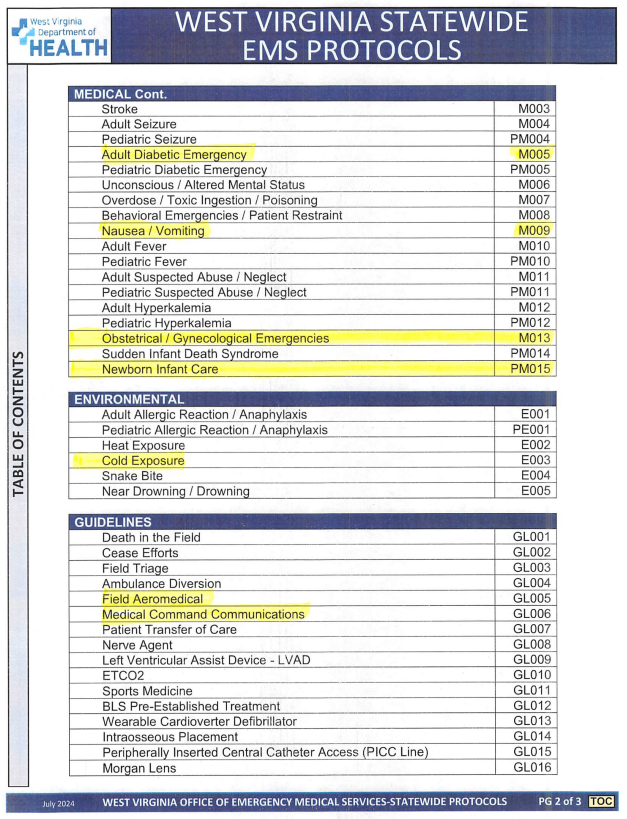 West Virginia
Department of
HEALTH
WEST VIRGINIA STATEWIDE
EMS PROTOCOLS
TABLE OF CONTENTS
MEDICAL Cont.
Stroke M003
Adult Seizure M004
Pediatric Seizure PM004
Adult Diabetic Emergency M005
Pediatric Diabetic Emergency PM005
Unconscious / Altered Mental Status M006
Overdose / Toxic Ingestion / Poisoning M007
Behavioral Emergencies / Patient Restraint M008
Nausea / Vomiting M009
Adult Fever M010
Pediatric Fever PM010
Adult Suspected Abuse / Neglect M011
Pediatric Suspected Abuse / Neglect PM011
Adult Hyperkalemia M012
Pediatric Hyperkalemia PM012
Obstetrical / Gynecological Emergencies M013
Sudden Infant Death Syndrome PM014
Newborn Infant Care PM015
ENVIRONMENTAL
Adult Allergic Reaction / Anaphylaxis E001
Pediatric Allergic Reaction / Anaphylaxis PE001
Heat Exposure E002
Cold Exposure E003
Snake Bite E004
Near Drowning / Drowning E005
GUIDELINES
Death in the Field GL001
Cease Efforts GL002
Field Triage GL003
Ambulance Diversion GL004
Field Aeromedical GL005
Medical Command Communications GL006
Patient Transfer of Care GL007
Nerve Agent GL008
Left Ventricular Assist Device - LVAD GL009
ETCO2 GL010
Sports Medicine GL011
BLS Pre-Established Treatment GL012
Wearable Cardioverter Defibrillator GL013
Intraosseous Placement GL014
Peripherally Inserted Central Catheter Access (PICC Line) GL015
Morgan Lens GL016
July 2024 WEST VIRGINIA OFFICE OF EMERGENCY MEDICAL SERVICES-STATEWIDE PROTOCOLS PG 2 of 3 TOC